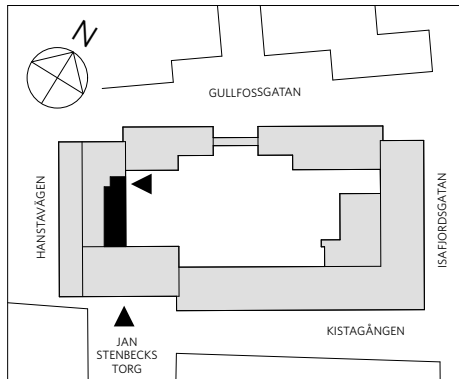 N
GULLFOSSGATAN
HANSTAVÄGEN
ISAFJORDSGATAN
KISTAGÅNGEN
JAN
STENBECKS
TORG